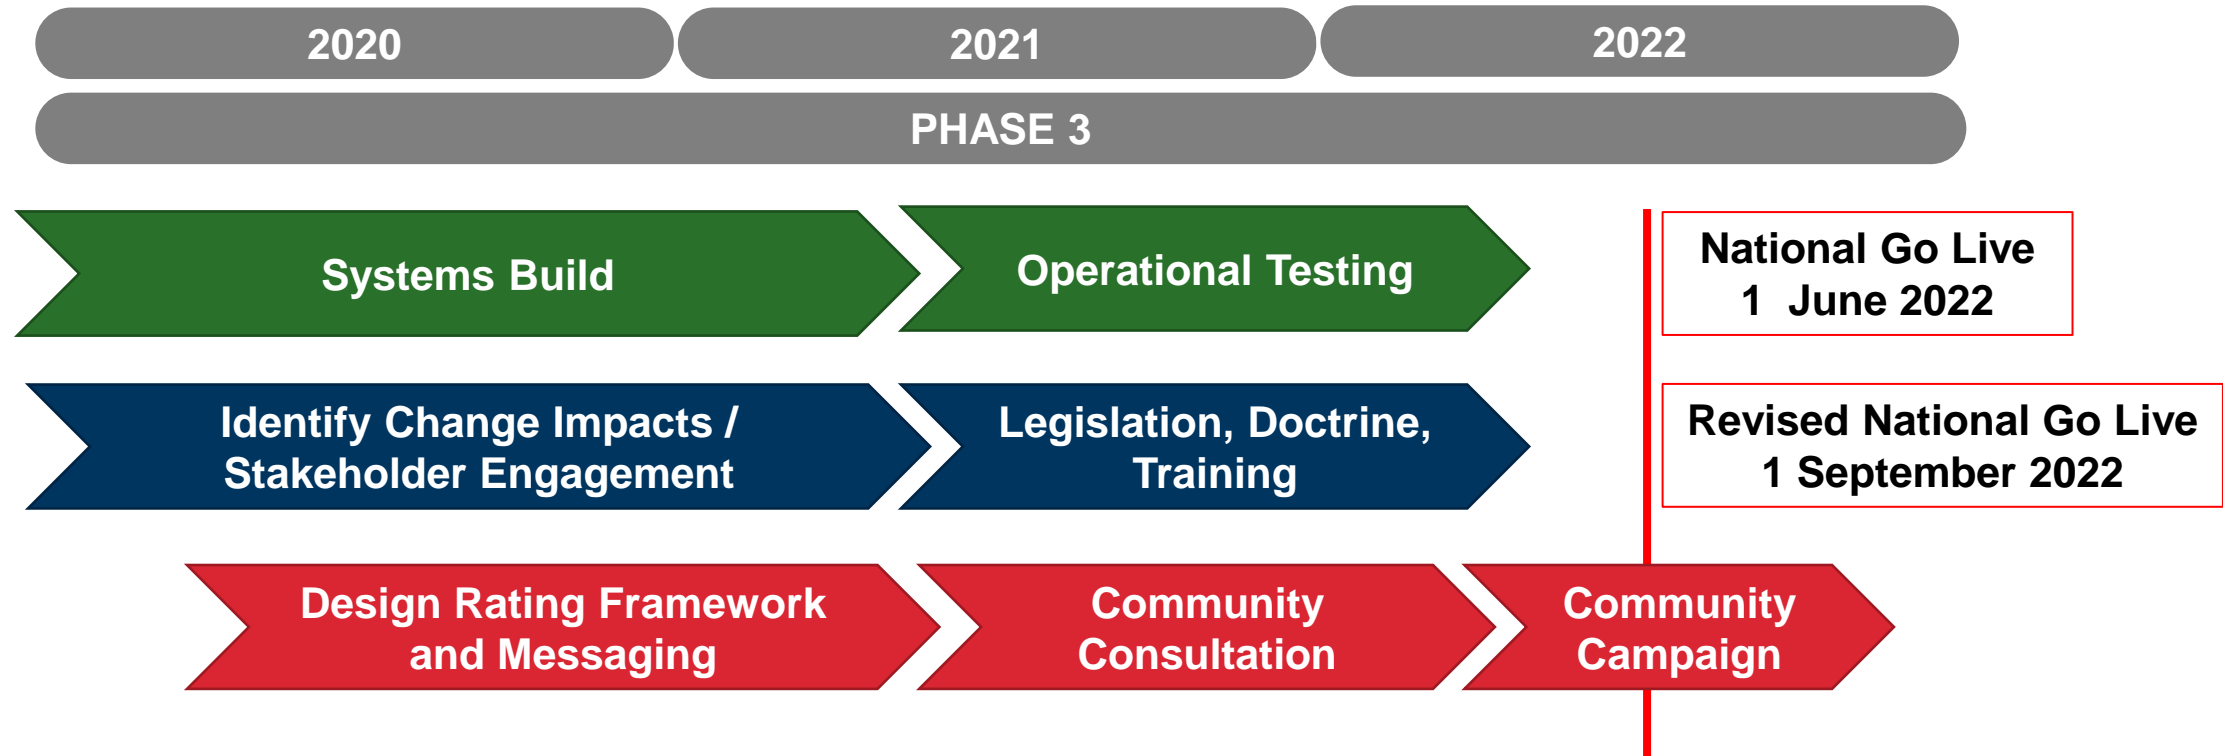 2020
2021
2022
PHASE 3
Systems Build
Operational Testing
National Go Live
1 June 2022
Identify Change Impacts /
Stakeholder Engagement
Legislation, Doctrine,
Training
Revised National Go Live
1 September 2022
Design Rating Framework
and Messaging
Community
Consultation
Community
Campaign